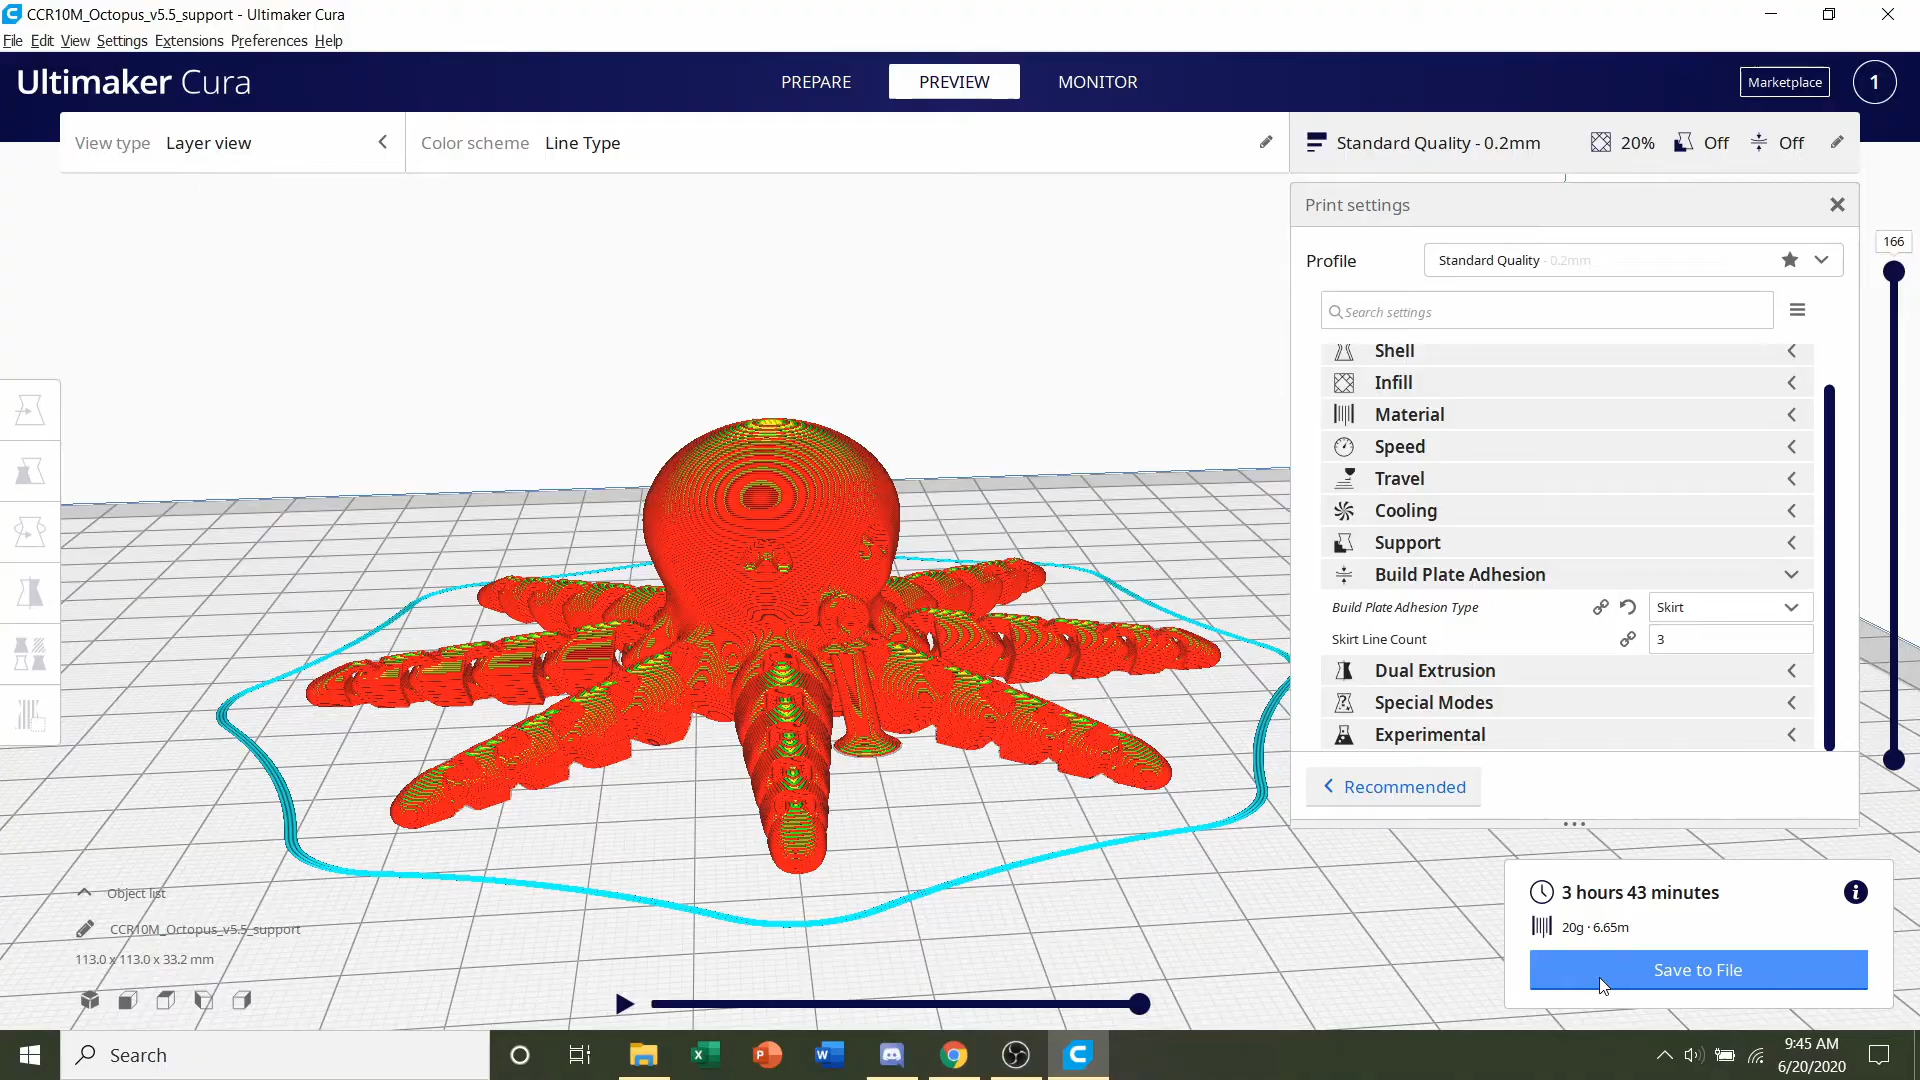 CCR10M_Octopus_v5.5_support - Ultimaker Cura
File Edit View Settings Extensions Preferences Help
Ultimaker Cura
PREPARE
PREVIEW
MONITOR
Marketplace
1
View type Layer view
Color scheme Line Type
Standard Quality - 0.2mm
20%
Off
Off
Print settings
166
Profile
Standard Quality - 0.2mm
Search settings
Shell
Infill
Material
Speed
Travel
Cooling
Support
Build Plate Adhesion
Build Plate Adhesion Type
Skirt
Skirt Line Count
3
Dual Extrusion
Special Modes
Experimental
Recommended
3 hours 43 minutes
20g · 6.65m
Save to File
Object list
CCR10M_Octopus_v5.5_support
113.0 x 113.0 x 33.2 mm
Search
9:45 AM
6/20/2020